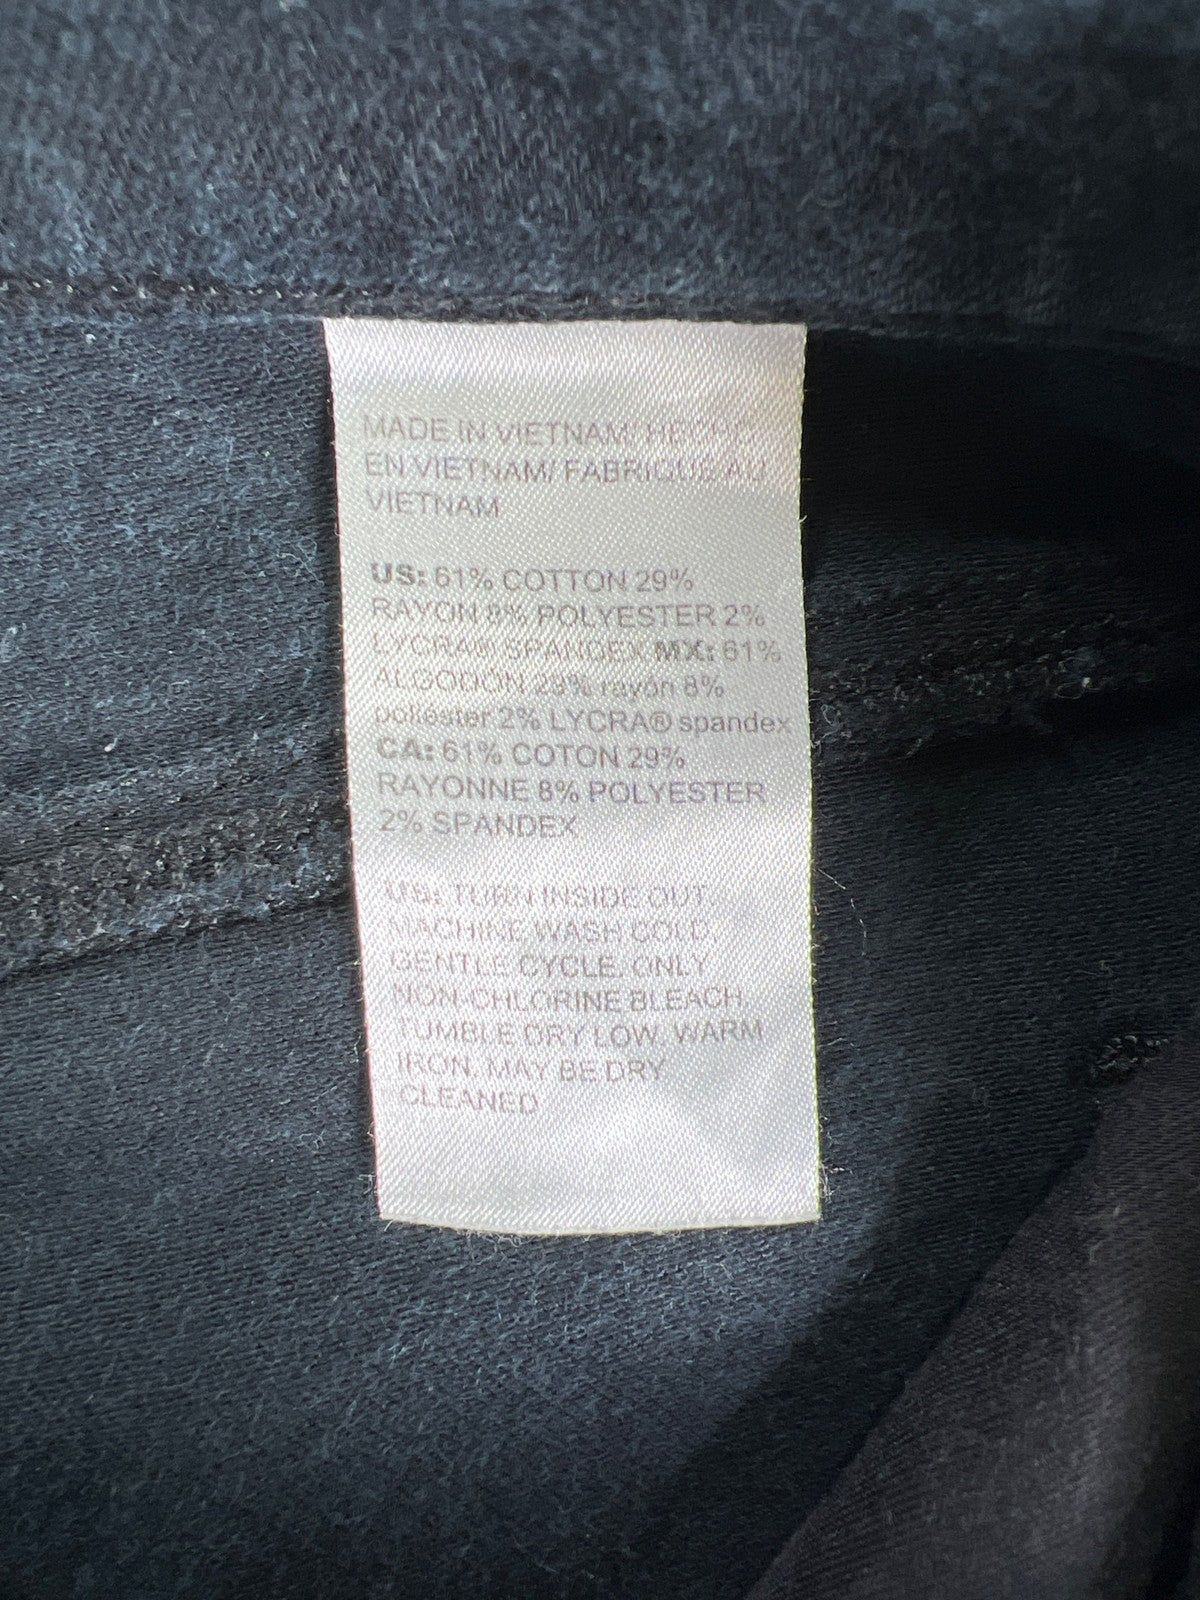 MADE IN VIETNAM/ HECHO
EN VIETNAM/ FABRIQUE AU
VIETNAM
US: 61% COTTON 29%
RAYON 8% POLYESTER 2%
LYCRA® SPANDEX MX: 61%
ALGODÓN 29% rayón 8%
poliéster 2% LYCRA® spandex
CA: 61% COTON 29%
RAYONNE 8% POLYESTER
2% SPANDEX
US: TURN INSIDE OUT.
MACHINE WASH COLD,
GENTLE CYCLE. ONLY
NON-CHLORINE BLEACH.
TUMBLE DRY LOW. WARM
IRON. MAY BE DRY
CLEANED